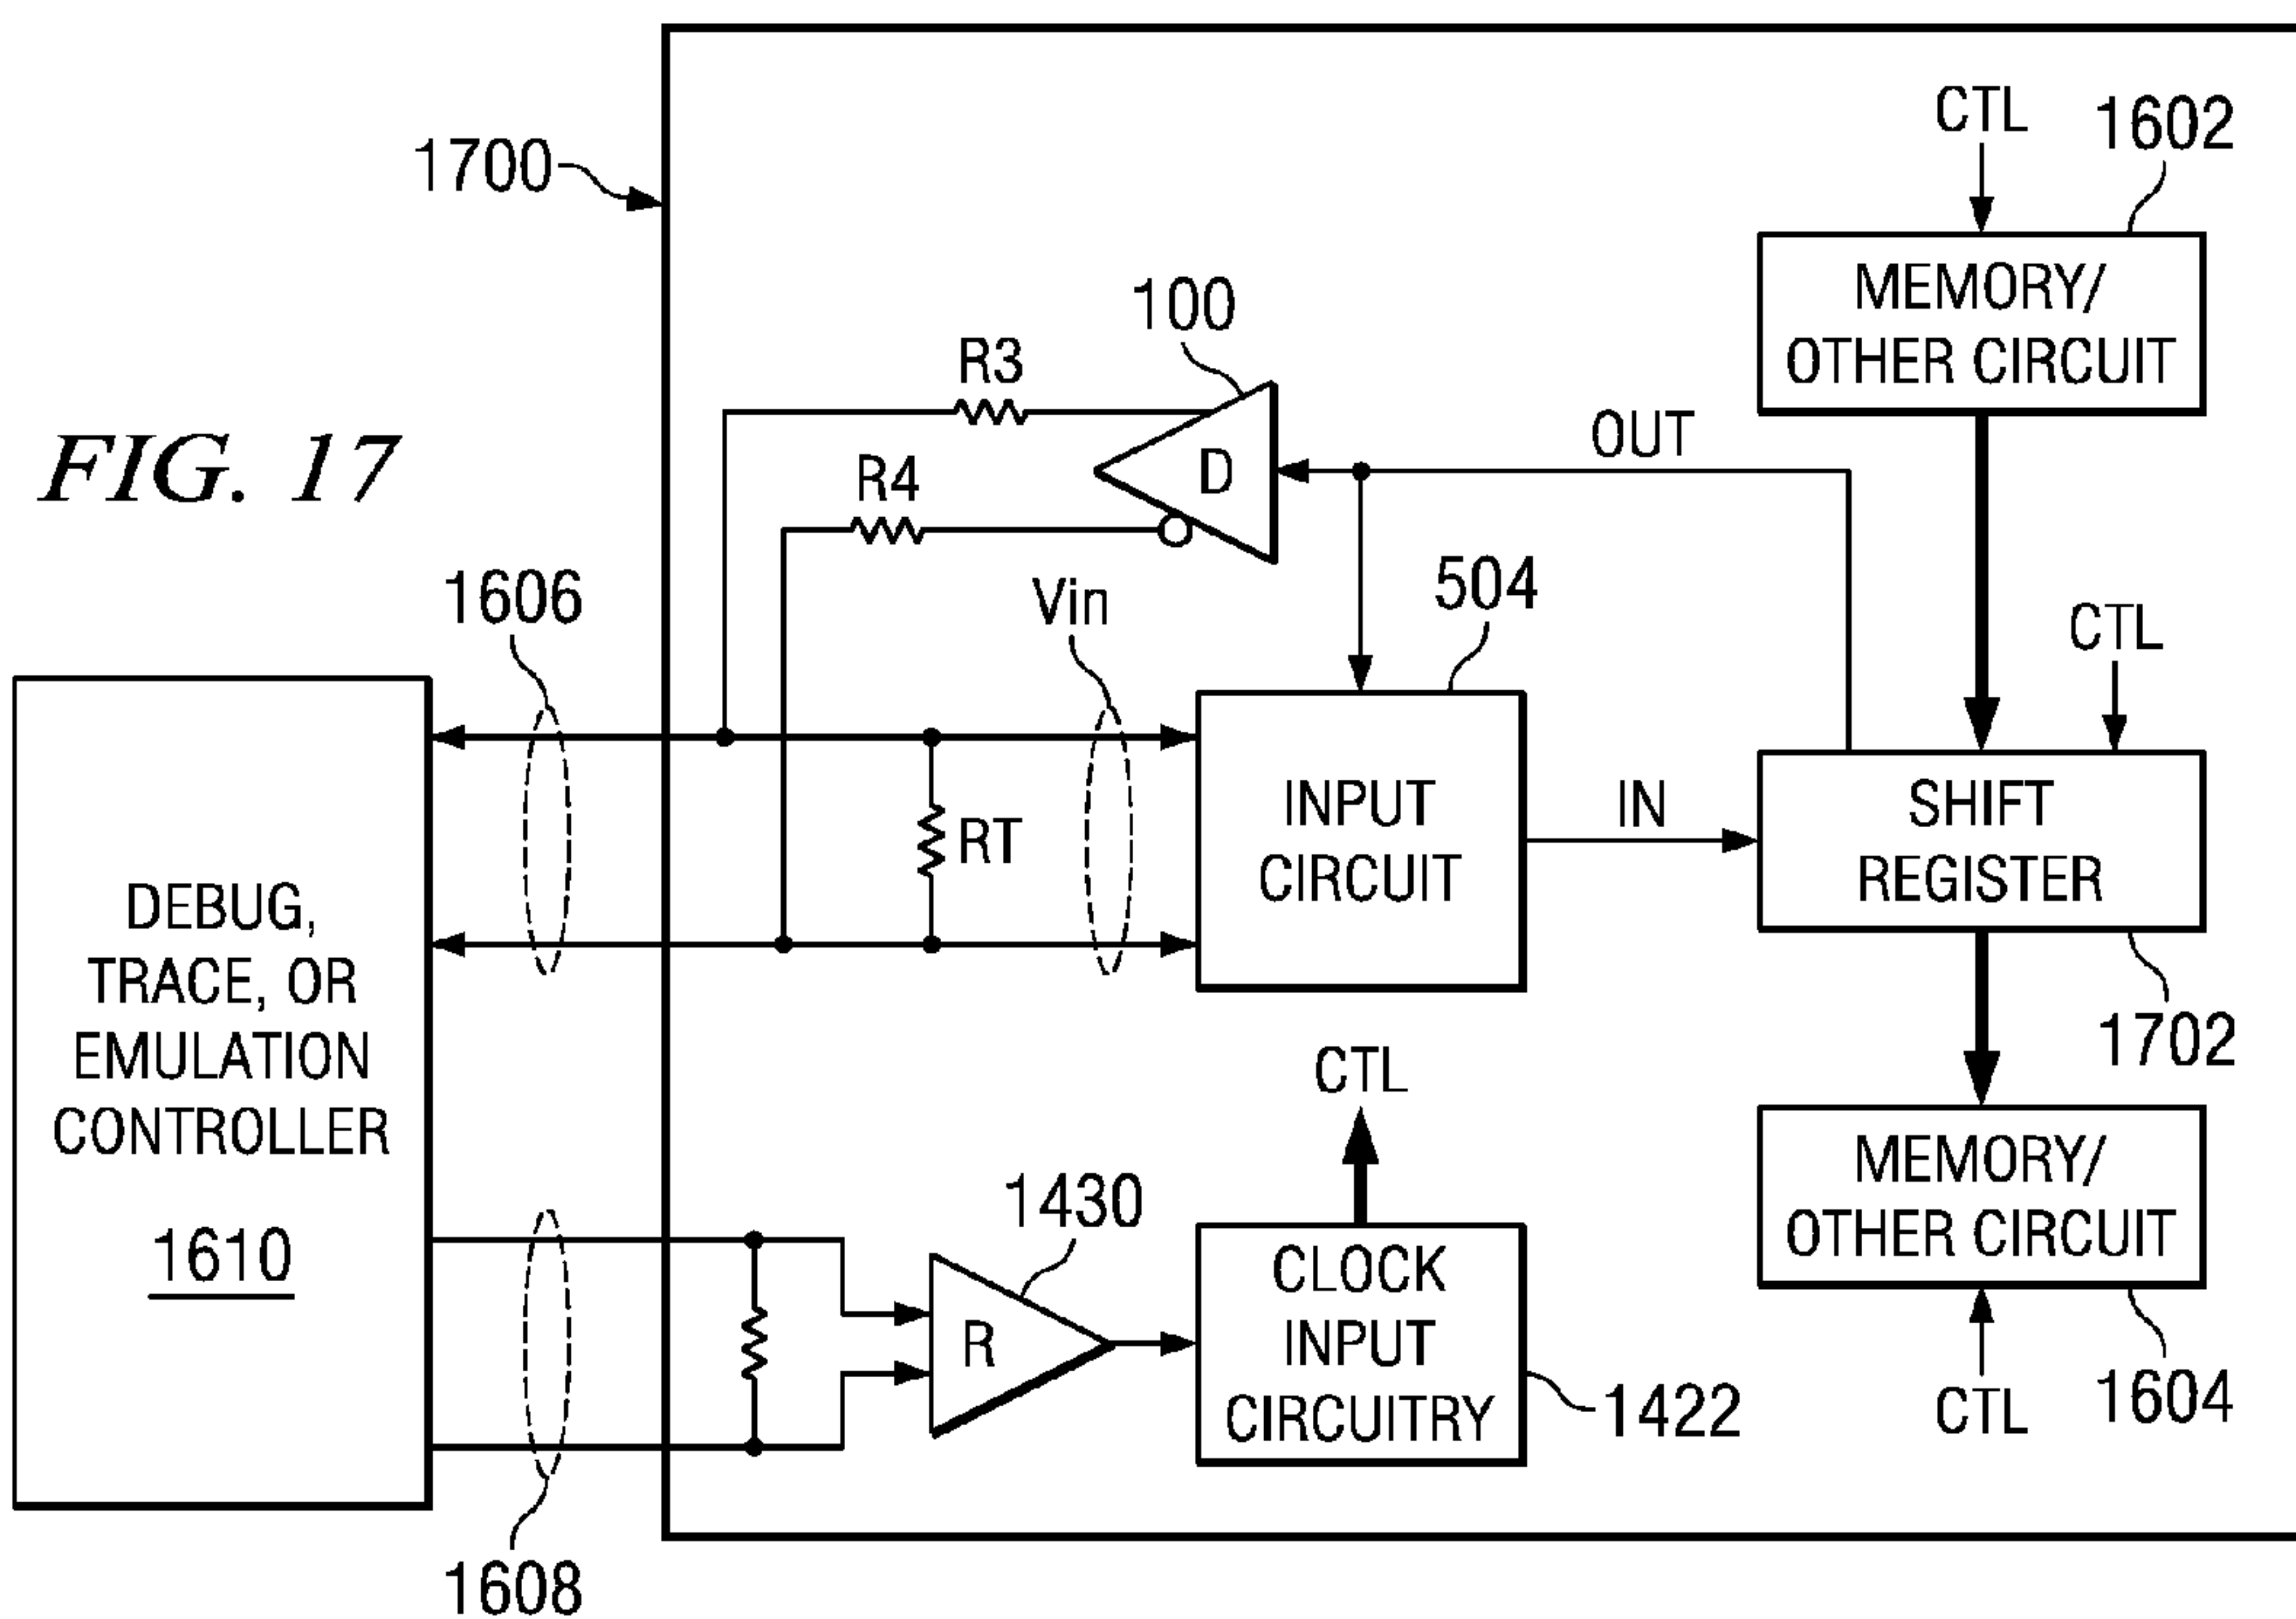 FIG. 17
1700
CTL
1602
MEMORY/
OTHER CIRCUIT
100
R3
D
R4
OUT
1606
Vin
504
CTL
RT
INPUT
CIRCUIT
IN
SHIFT
REGISTER
1702
DEBUG,
TRACE, OR
EMULATION
CONTROLLER
1610
CTL
1430
R
CLOCK
INPUT
CIRCUITRY
1422
MEMORY/
OTHER CIRCUIT
CTL
1604
1608